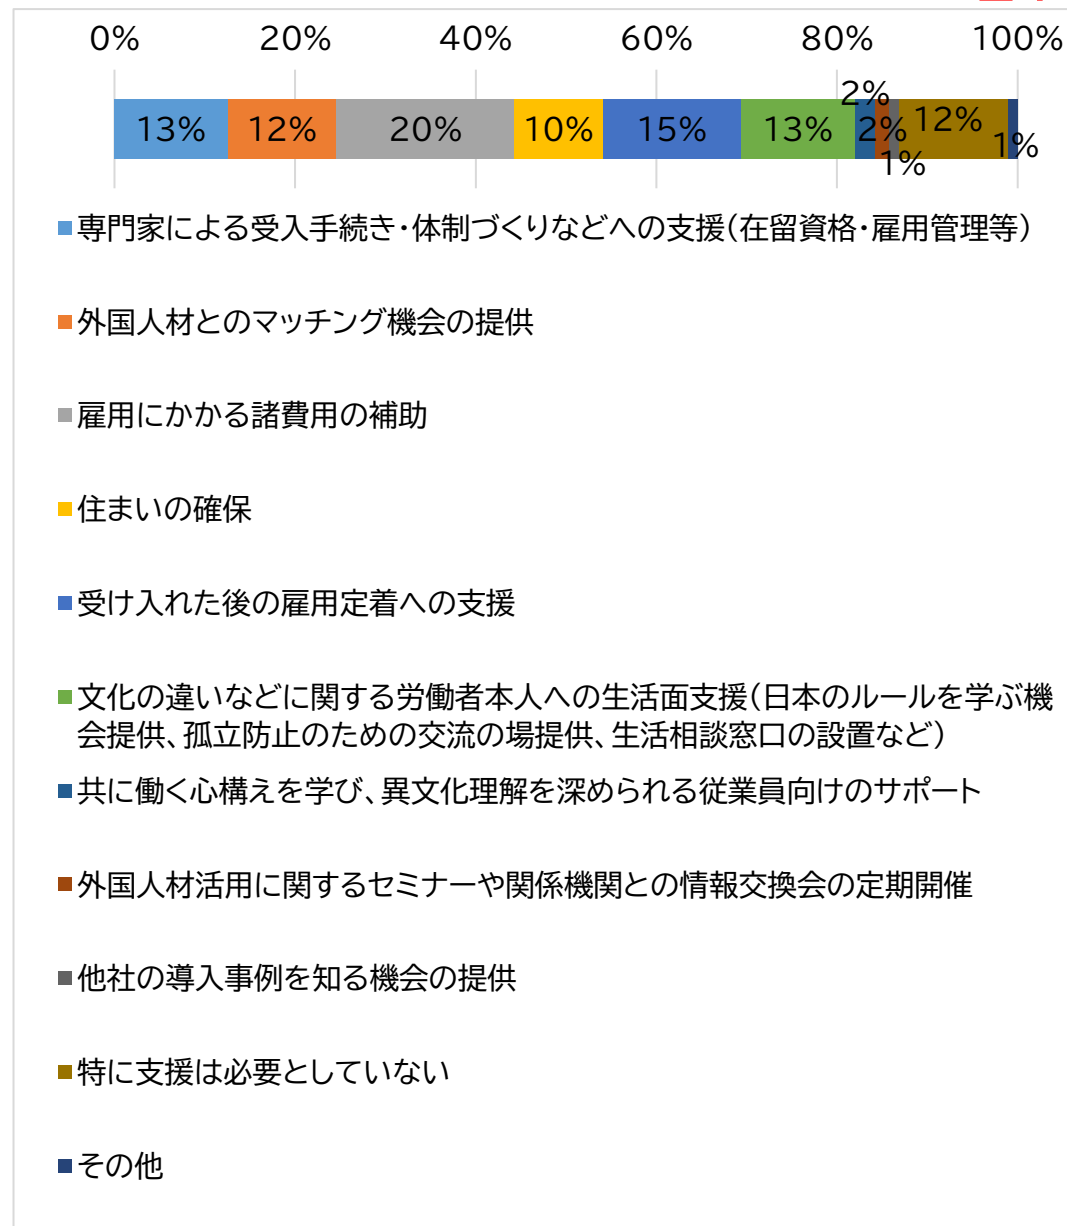 0% 20% 40% 60% 80% 100%
2%
13% 12% 20% 10% 15% 13% 2% 12%
1% 1%
専門家による受入手続き・体制づくりなどへの支援(在留資格・雇用管理等)
外国人材とのマッチング機会の提供
雇用にかかる諸費用の補助
住まいの確保
受け入れた後の雇用定着への支援
文化の違いなどに関する労働者本人への生活面支援(日本のルールを学ぶ機
会提供、孤立防止のための交流の場提供、生活相談窓口の設置など)
共に働く心構えを学び、異文化理解を深められる従業員向けのサポート
外国人材活用に関するセミナーや関係機関との情報交換会の定期開催
他社の導入事例を知る機会の提供
特に支援は必要としていない
その他